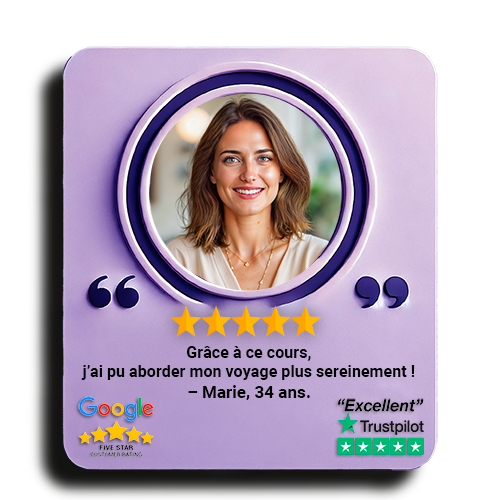 “ ”
Grâce à ce cours,
j’ai pu aborder mon voyage plus sereinement !
– Marie, 34 ans.
Google
FIVE STAR
CUSTOMER RATING
“Excellent”
Trustpilot